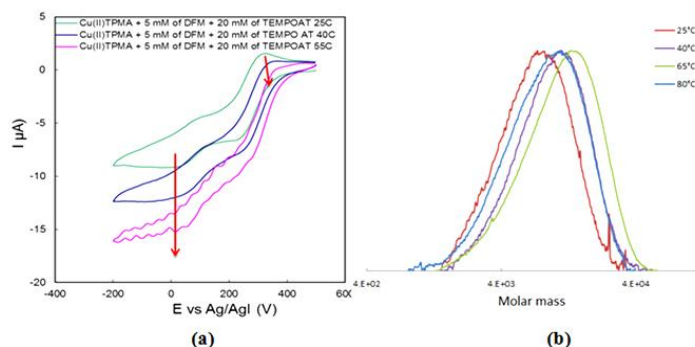 Cu(II)TPMA + 5 mM of DFM + 20 mM of TEMPOAT 25C
Cu(II)TPMA + 5 mM of DFM + 20 mM of TEMPO AT 40C
Cu(II)TPMA + 5 mM of DFM + 20 mM of TEMPOAT 55C
5
0
-5
-10
-15
-20
I µA
-400
-200
0
200
400
600
E vs Ag/AgI (V)
(a)
25°C
40°C
65°C
80°C
4.E+02
4.E+03
4.E+04
Molar mass
(b)